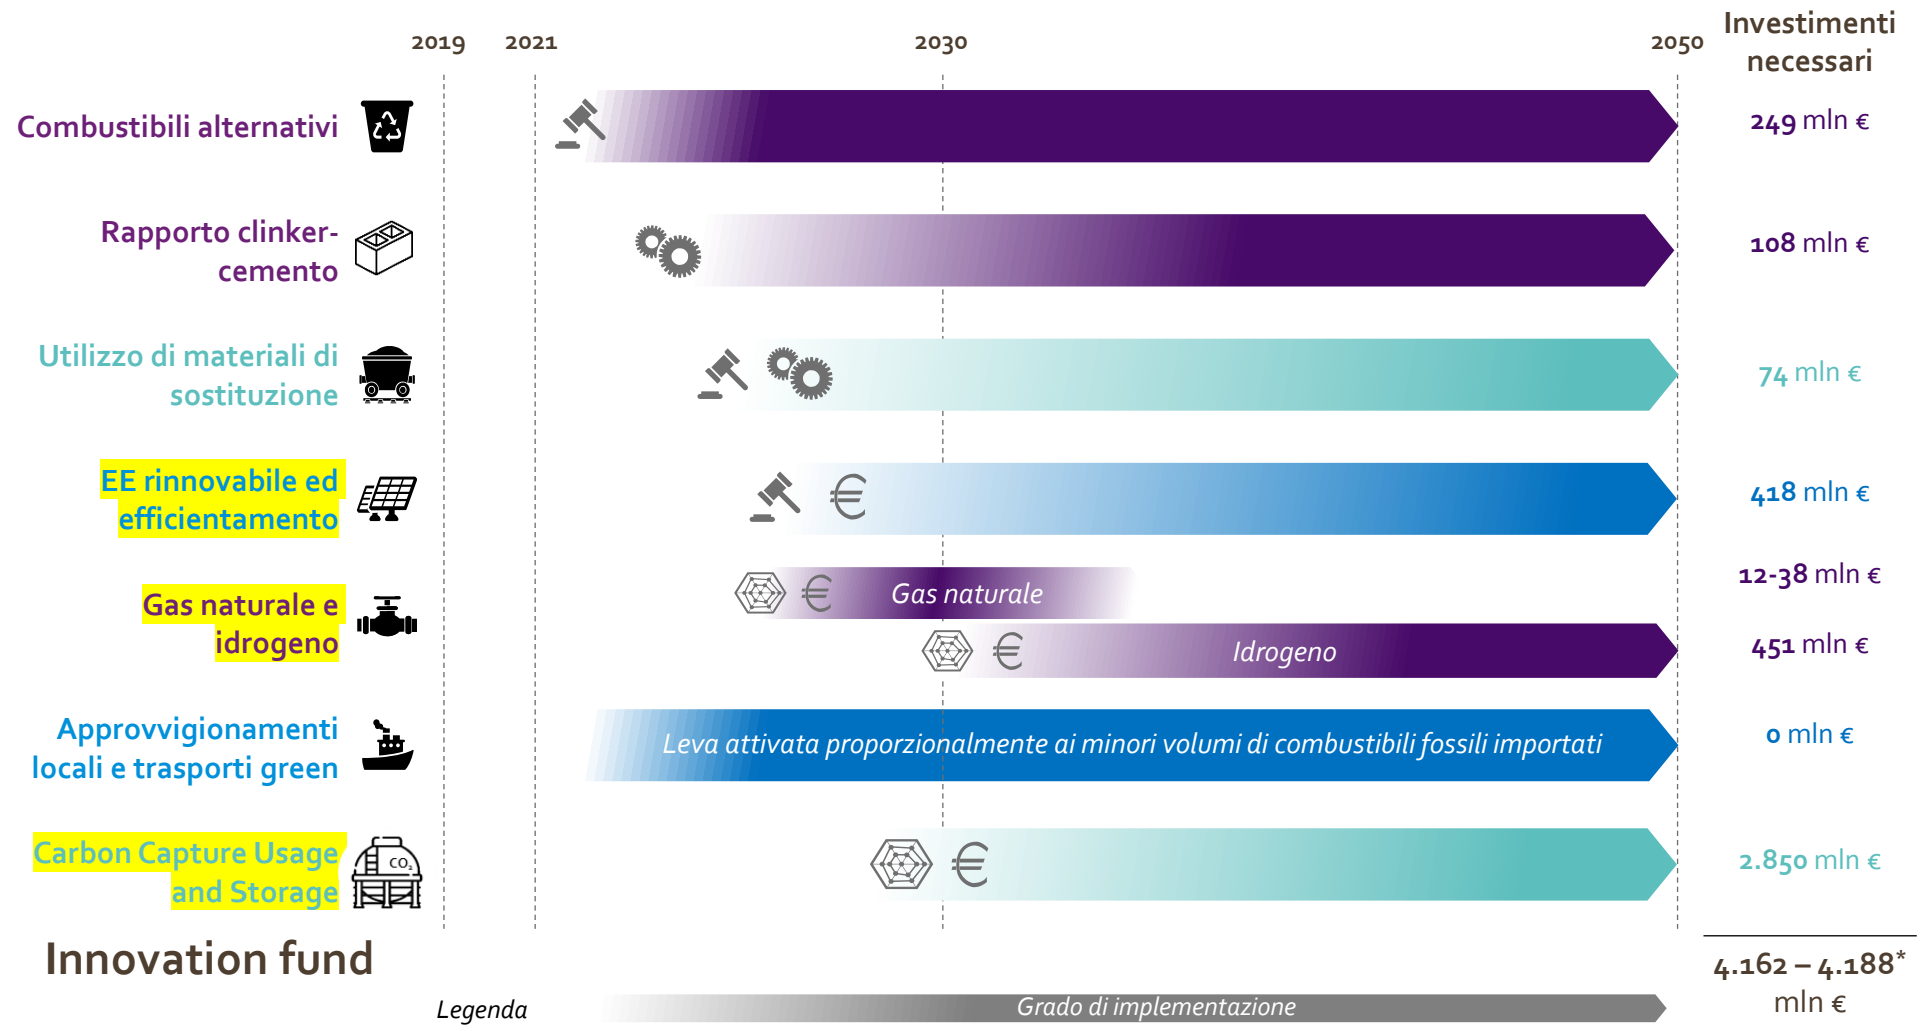 2019
2021
2030
2050
Investimenti
necessari
Combustibili alternativi
249 mln €
Rapporto clinker-
cemento
108 mln €
Utilizzo di materiali di
sostituzione
74 mln €
EE rinnovabile ed
efficientamento
€
418 mln €
Gas naturale e
idrogeno
€
Gas naturale
12-38 mln €
€
Idrogeno
451 mln €
Approvvigionamenti
locali e trasporti green
Leva attivata proporzionalmente ai minori volumi di combustibili fossili importati
0 mln €
Carbon Capture Usage
and Storage
CO₂
€
2.850 mln €
Innovation fund
4.162 – 4.188*
mln €
Legenda
Grado di implementazione